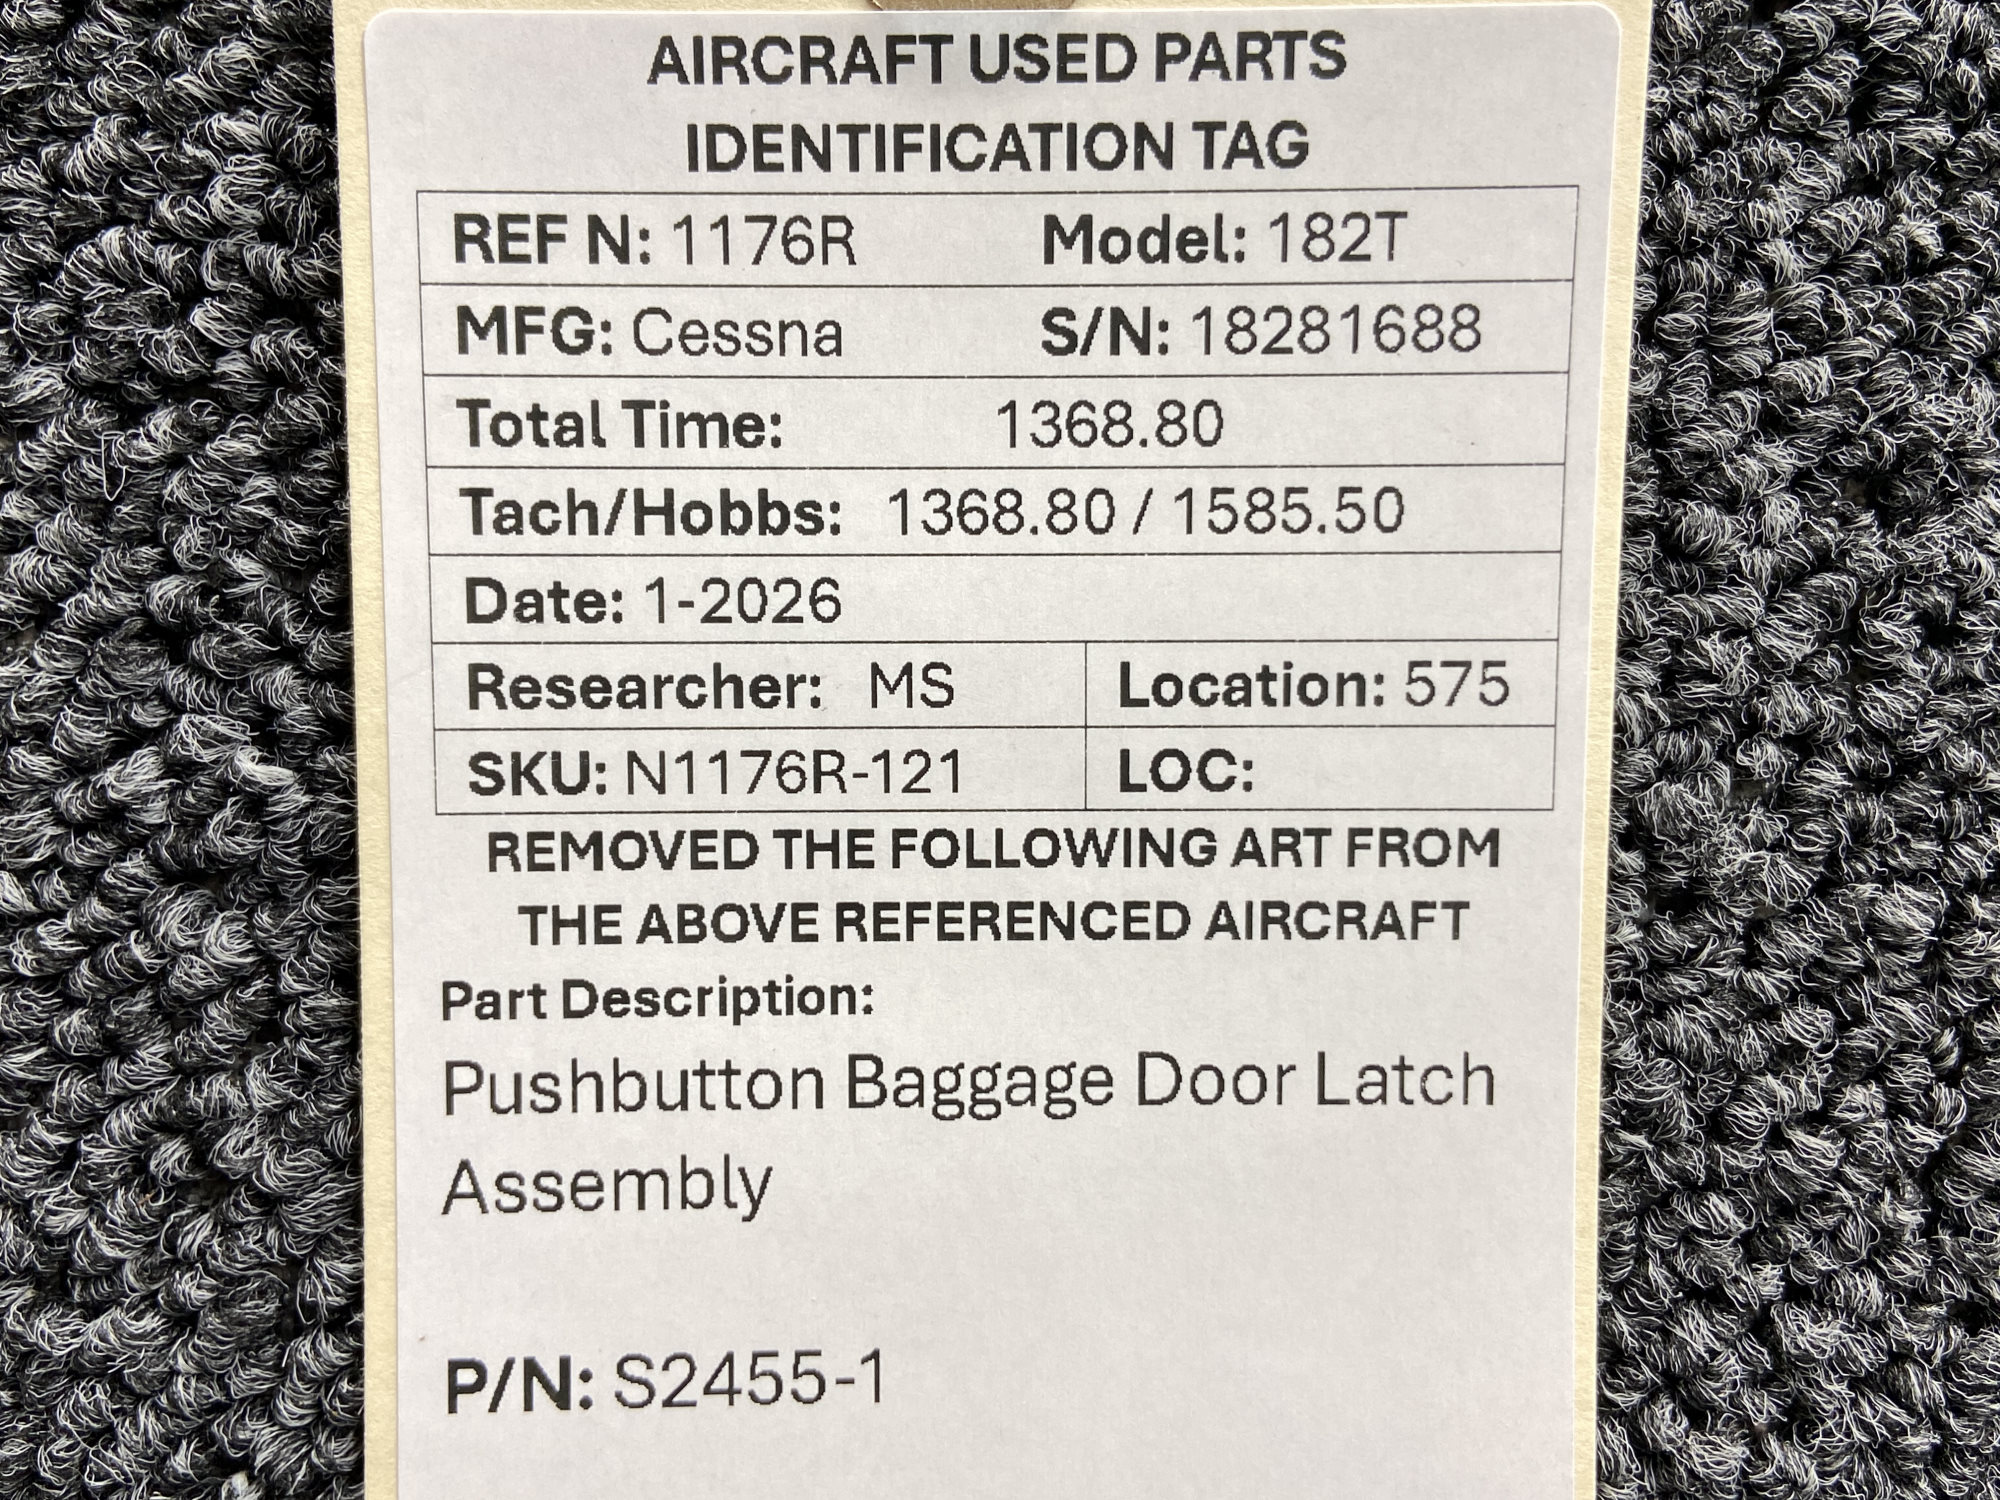 AIRCRAFT USED PARTS
IDENTIFICATION TAG
REF N: 1176R Model: 182T
MFG: Cessna S/N: 18281688
Total Time: 1368.80
Tach/Hobbs: 1368.80 / 1585.50
Date: 1-2026
Researcher: MS Location: 575
SKU: N1176R-121 LOC:
REMOVED THE FOLLOWING ART FROM
THE ABOVE REFERENCED AIRCRAFT
Part Description:
Pushbutton Baggage Door Latch
Assembly
P/N: S2455-1